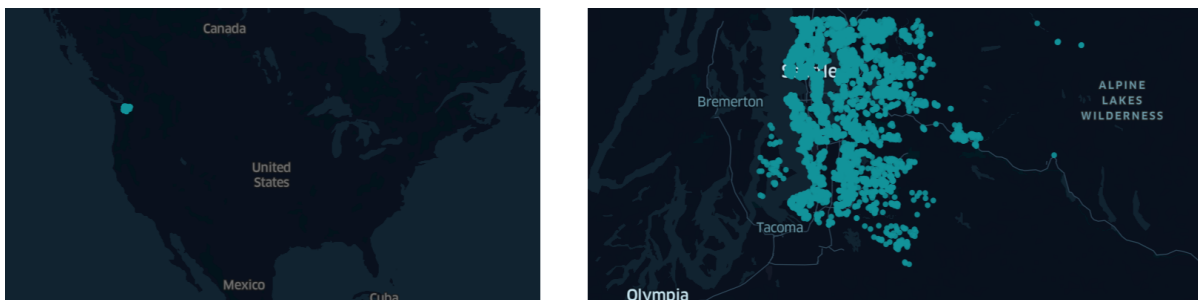 Canada
United
States
Mexico
Cuba
Bremerton
Tacoma
Olympia
ALPINE
LAKES
WILDERNESS